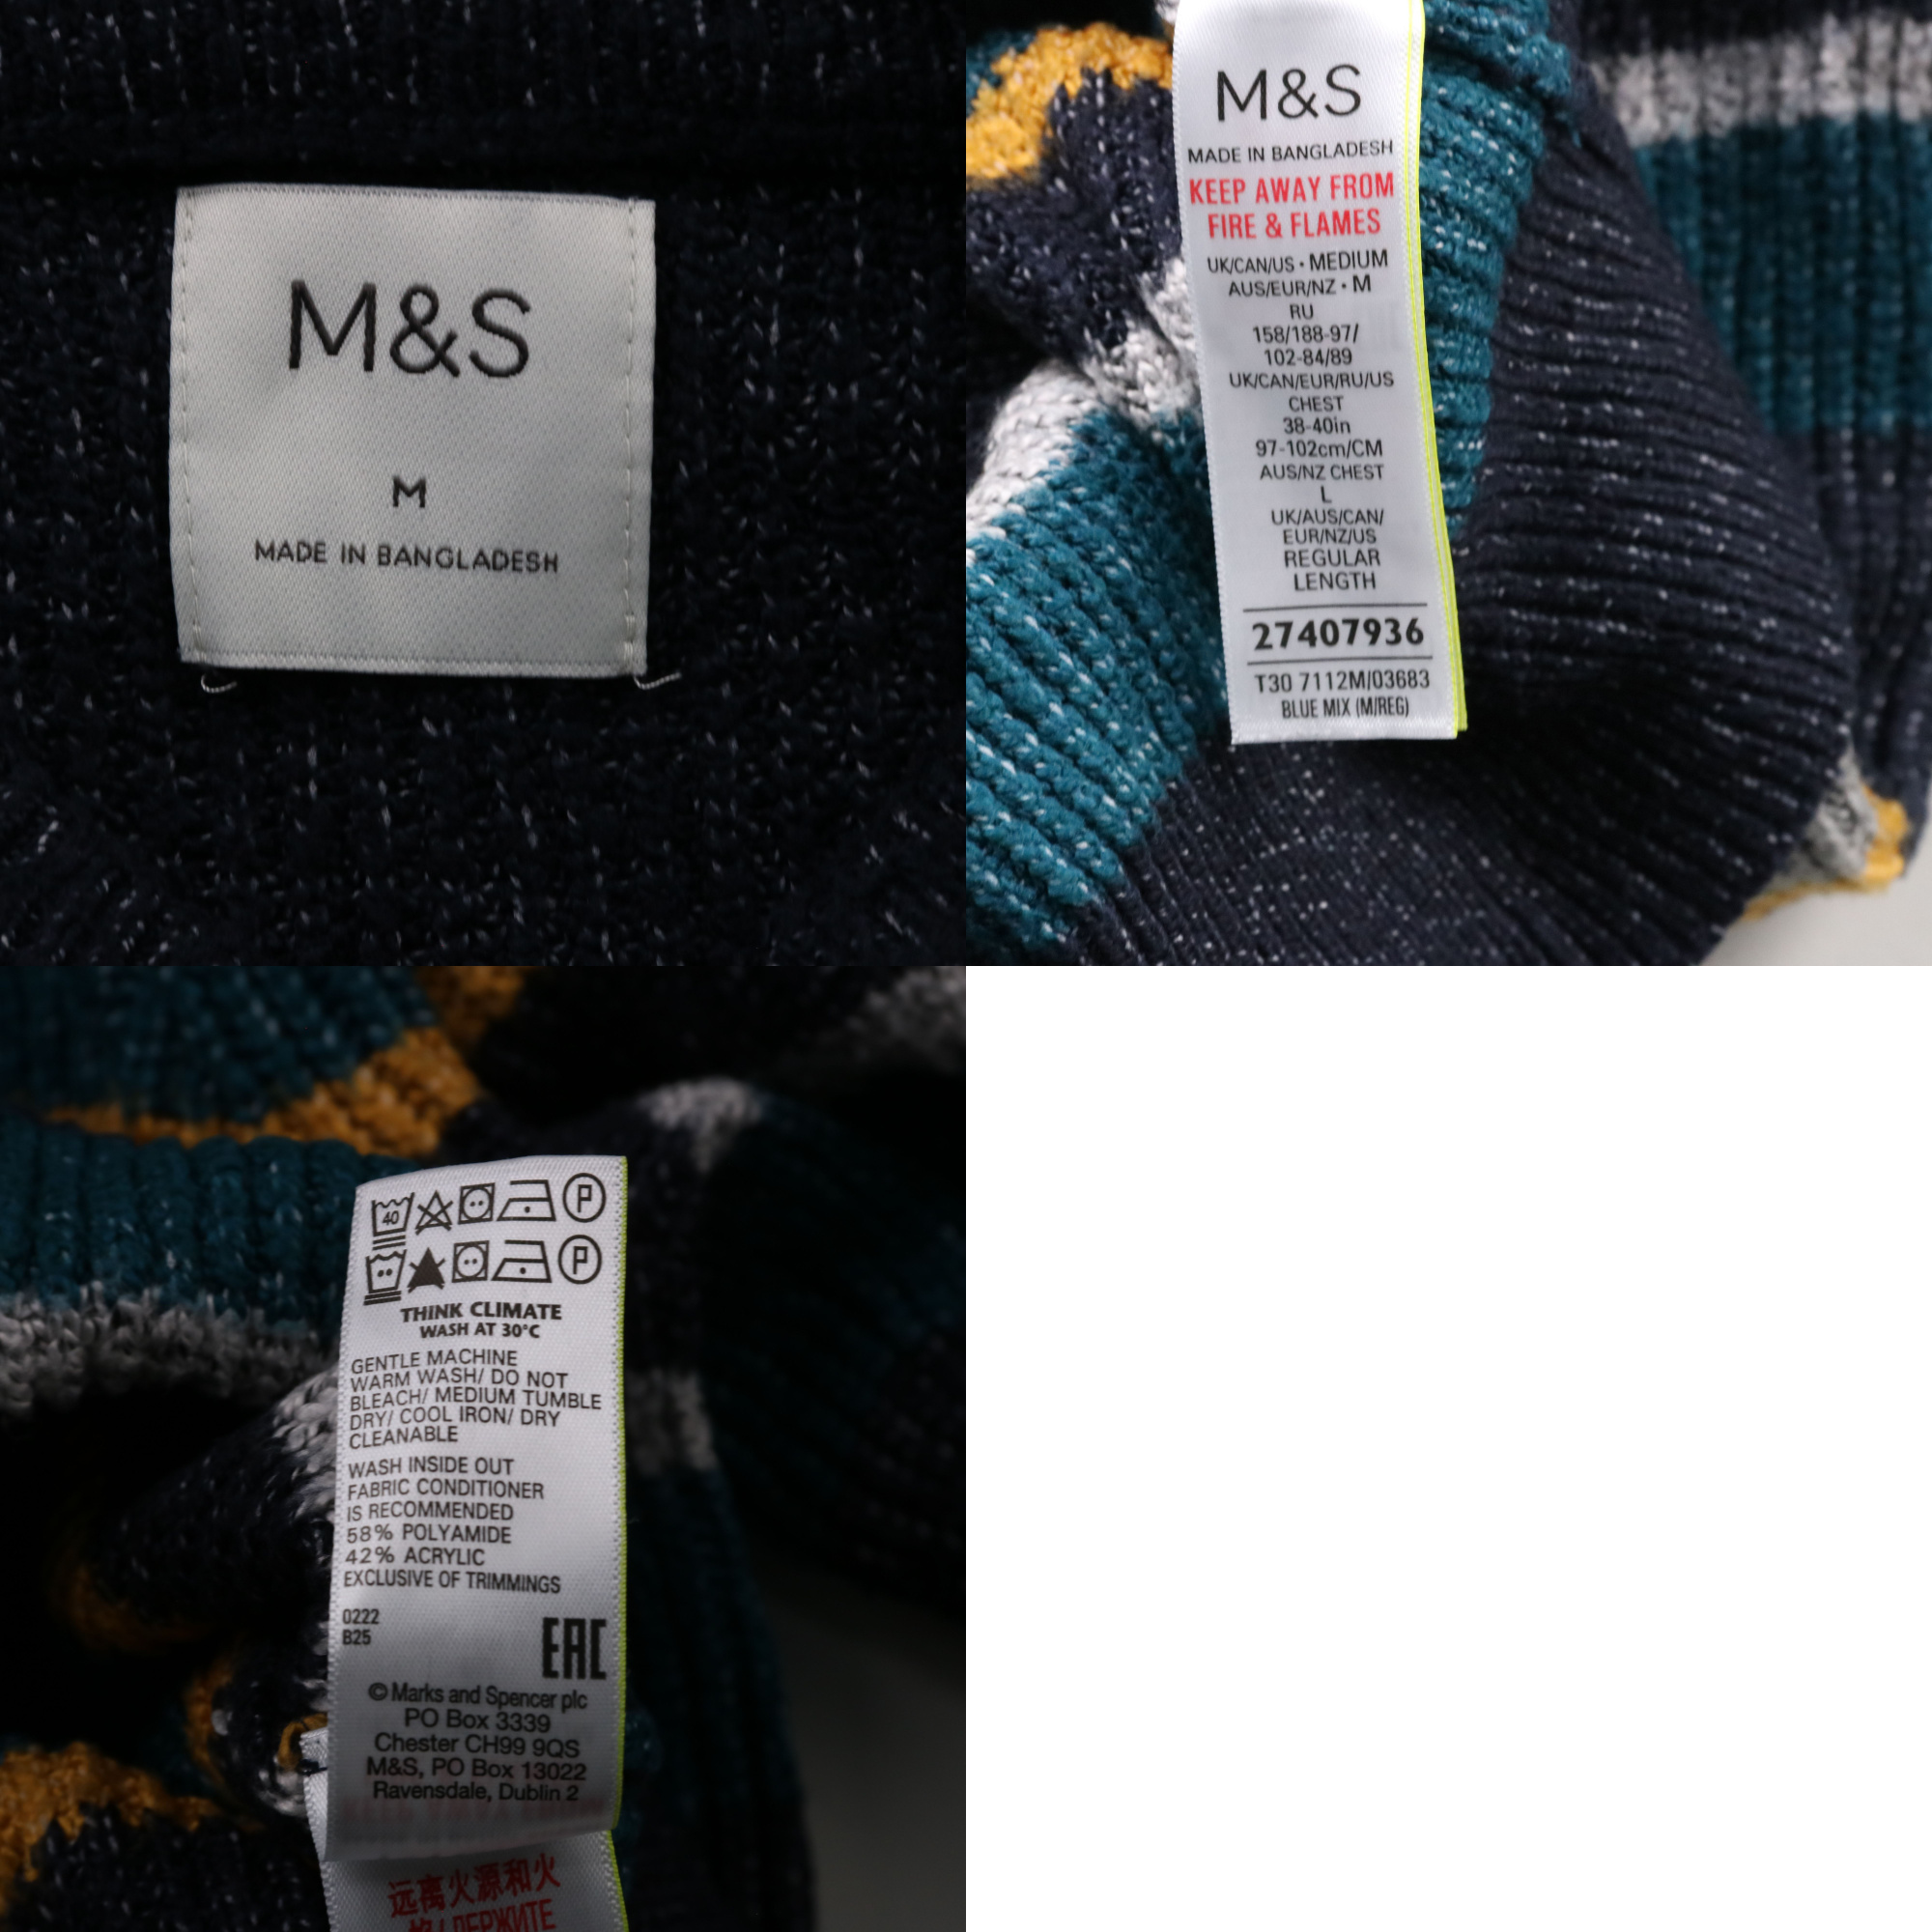 M&S
M
MADE IN BANGLADESH
M&S
MADE IN BANGLADESH
KEEP AWAY FROM
FIRE & FLAMES
UK/CAN/US • MEDIUM
AUS/EUR/NZ • M
RU
158/188-97/
102-84/89
UK/CAN/EUR/RU/US
CHEST
38-40in
97-102cm/CM
AUS/NZ CHEST
L
UK/AUS/CAN/
EUR/NZ/US
REGULAR
LENGTH
27407936
T30 7112M/03683
BLUE MIX (M/REG)
40 P
P
THINK CLIMATE
WASH AT 30°C
GENTLE MACHINE
WARM WASH/ DO NOT
BLEACH/ MEDIUM TUMBLE
DRY/ COOL IRON/ DRY
CLEANABLE
WASH INSIDE OUT
FABRIC CONDITIONER
IS RECOMMENDED
58% POLYAMIDE
42% ACRYLIC
EXCLUSIVE OF TRIMMINGS
0222
B25
EAC
© Marks and Spencer plc
PO Box 3339
Chester CH99 9QS
M&S, PO Box 13022
Ravensdale, Dublin 2
远离火源和火